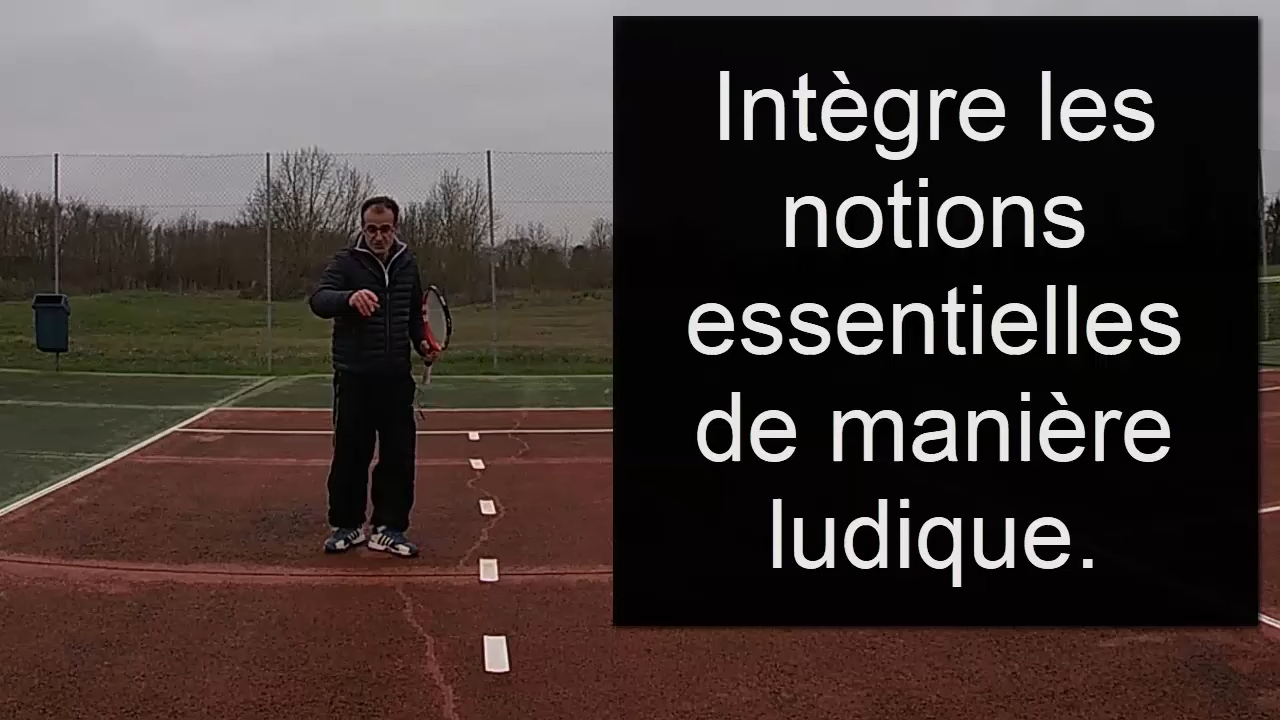 Intègre les
notions
essentielles
de manière
ludique.